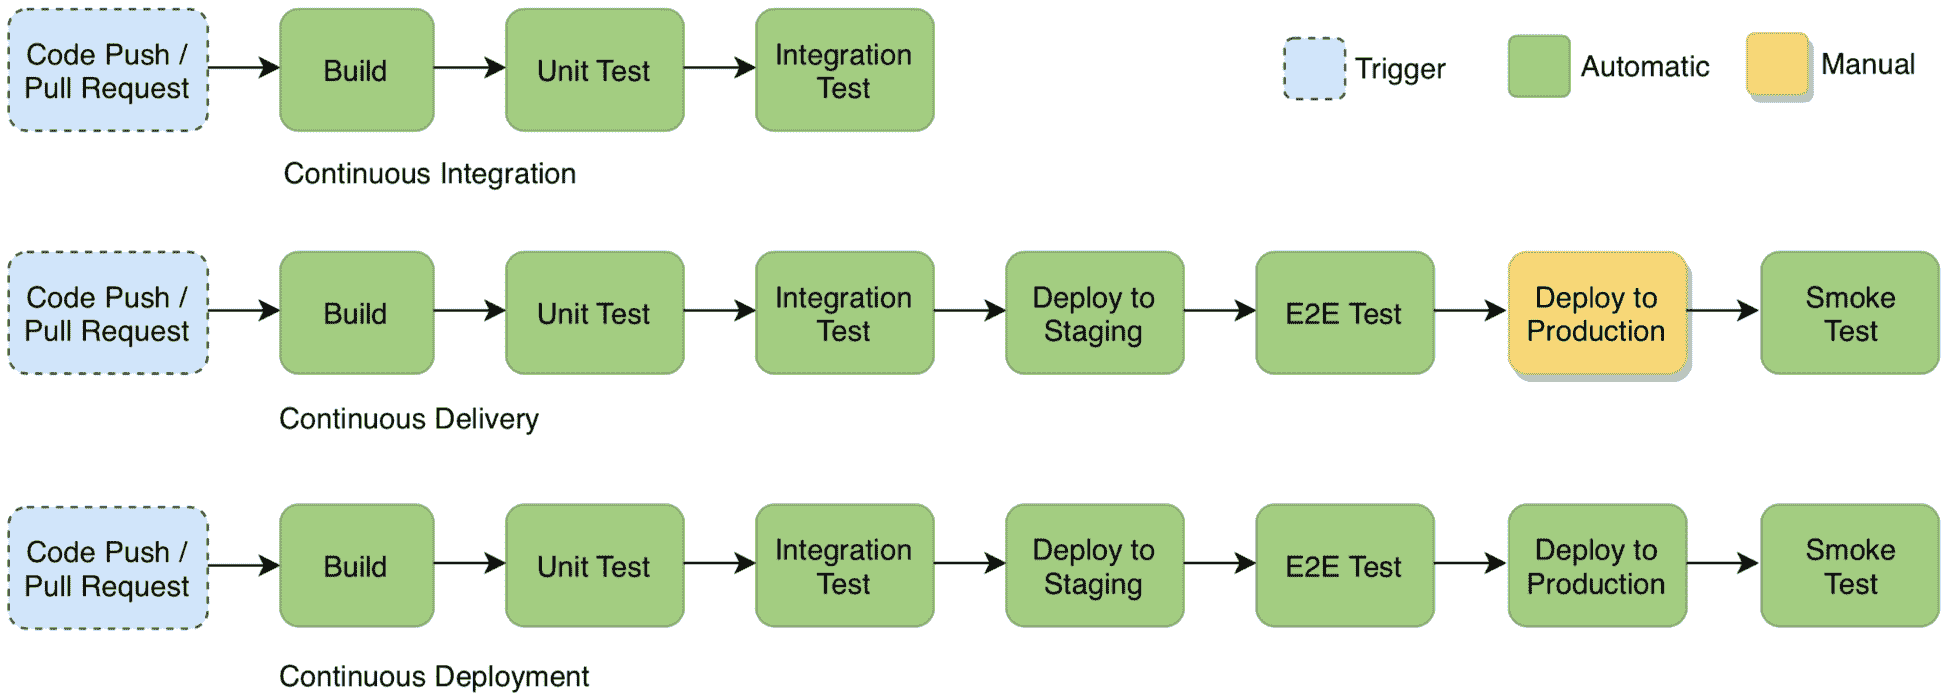 Code Push /
Pull Request
Build
Unit Test
Integration
Test
Trigger
Automatic
Manual
Continuous Integration
Code Push /
Pull Request
Build
Unit Test
Integration
Test
Deploy to
Staging
E2E Test
Deploy to
Production
Smoke
Test
Continuous Delivery
Code Push /
Pull Request
Build
Unit Test
Integration
Test
Deploy to
Staging
E2E Test
Deploy to
Production
Smoke
Test
Continuous Deployment